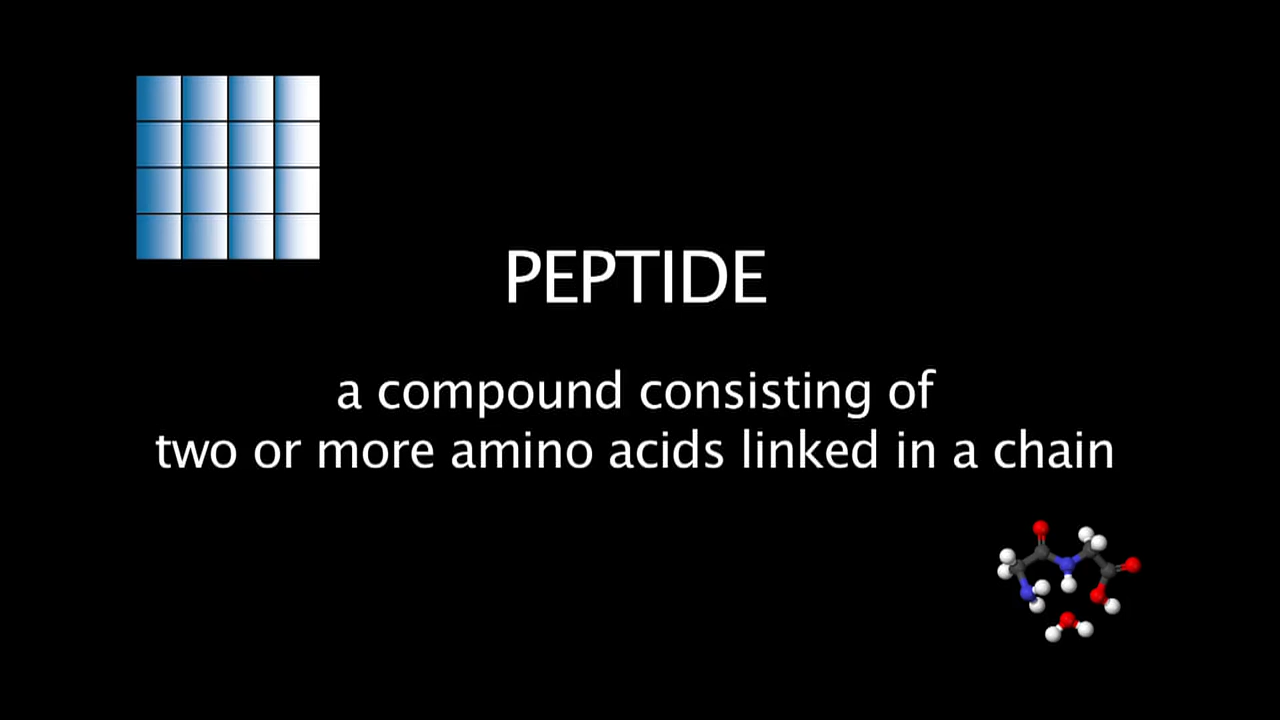 PEPTIDE
a compound consisting of
two or more amino acids linked in a chain